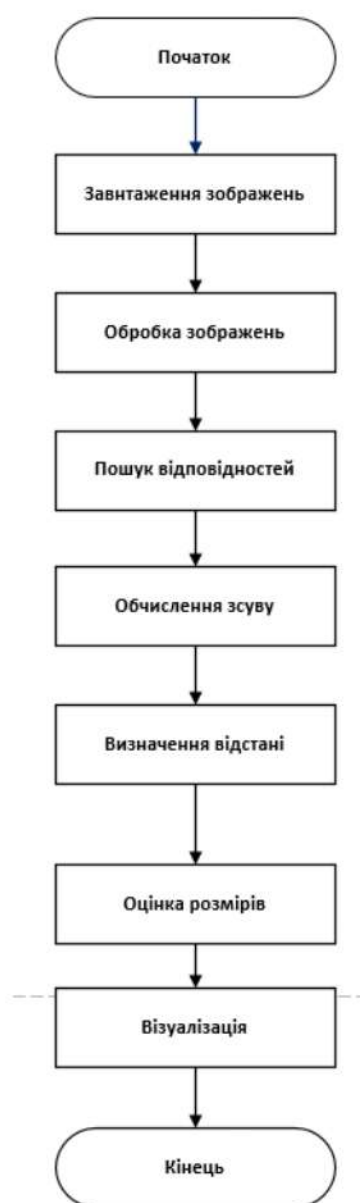 Початок
Завнтаження зображень
Обробка зображень
Пошук відповідностей
Обчислення зсуву
Визначення відстані
Оцінка розмірів
Візуалізація
Кінець